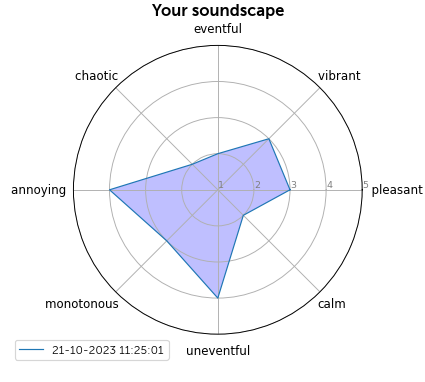 Your soundscape
eventful
chaotic
vibrant
annoying
1 2 3 4 5
pleasant
monotonous
calm
uneventful
21-10-2023 11:25:01